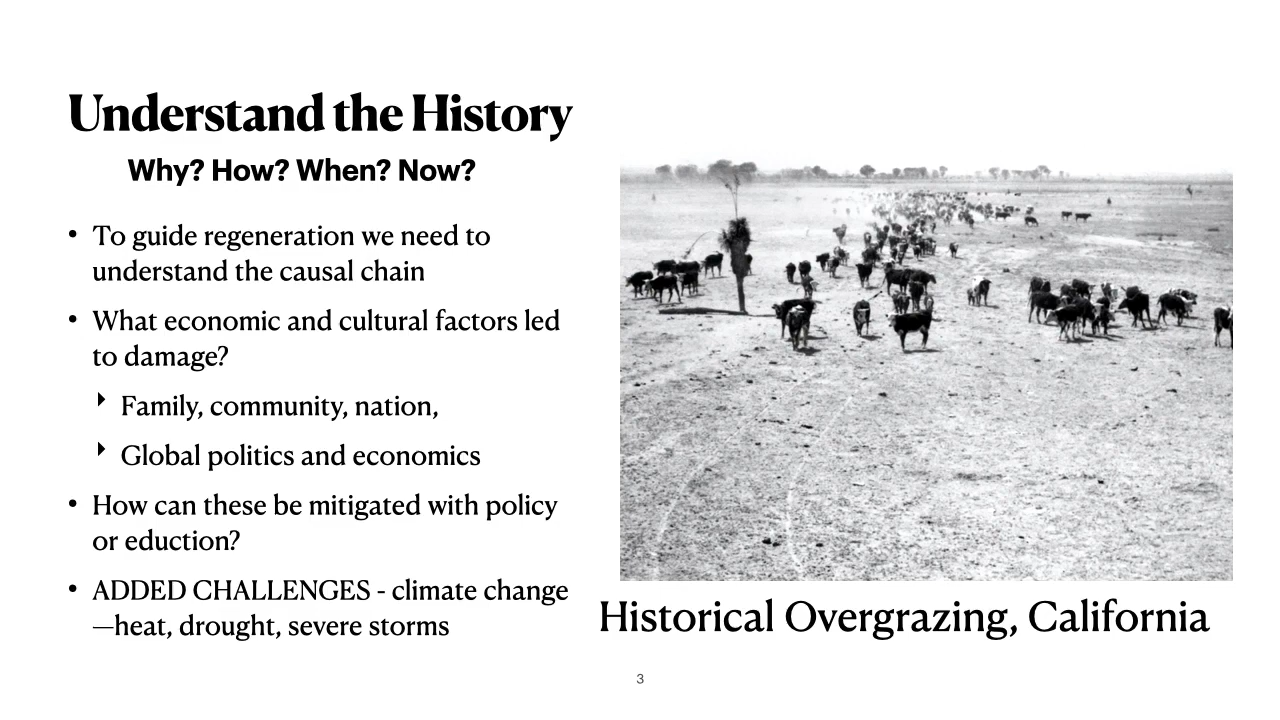 Understand the History
Why? How? When? Now?
• To guide regeneration we need to
understand the causal chain
• What economic and cultural factors led
to damage?
‣ Family, community, nation,
‣ Global politics and economics
• How can these be mitigated with policy
or eduction?
• ADDED CHALLENGES - climate change
—heat, drought, severe storms
Historical Overgrazing, California
3